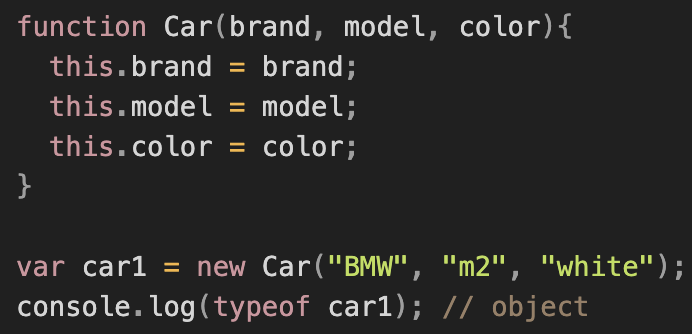 function Car(brand, model, color){
  this.brand = brand;
  this.model = model;
  this.color = color;
}

var car1 = new Car("BMW", "m2", "white");
console.log(typeof car1); // object